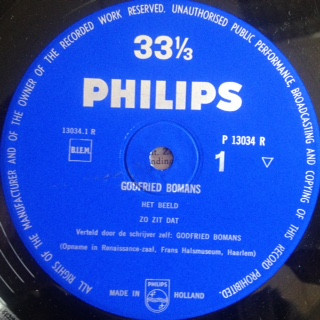 ALL RIGHTS OF THE MANUFACTURER AND OF THE OWNER OF THE RECORDED WORK RESERVED. UNAUTHORISED PUBLIC PERFORMANCE, BROADCASTING AND COPYING OF THIS RECORD PROHIBITED.
33⅓
PHILIPS
13034.1 R
P 13034 R
B.I.E.M.
1
GODFRIED BOMANS
HET BEELD
ZO ZIT DAT
Verteld door de schrijver zelf: GODFRIED BOMANS
(Opname in Renaissance-zaal, Frans Halsmuseum, Haarlem)
PHILIPS
MADE IN HOLLAND